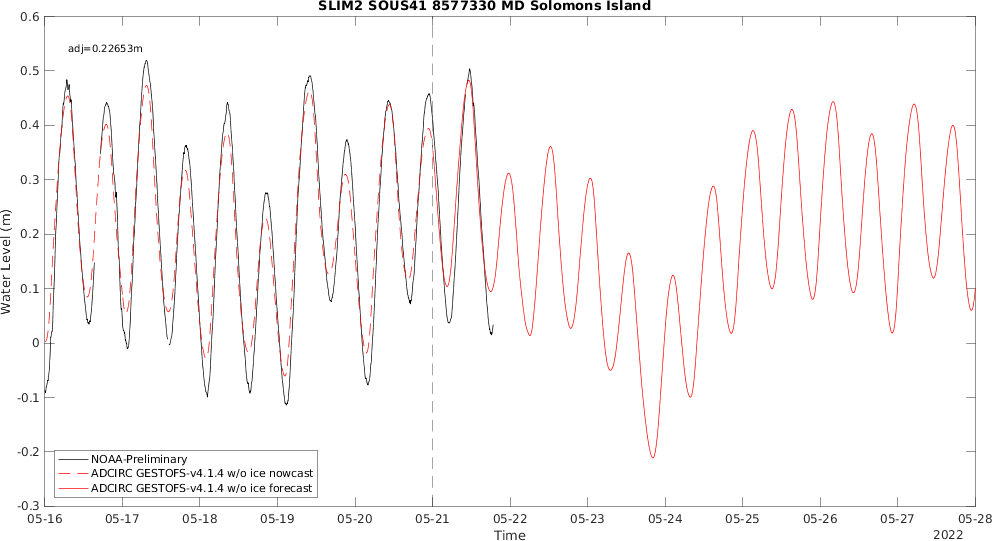 SLIM2 SOUS41 8577330 MD Solomons Island
adj=0.22653m
Water Level (m)
0.6
0.5
0.4
0.3
0.2
0.1
0
-0.1
-0.2
-0.3
NOAA-Preliminary
ADCIRC GESTOFS-v4.1.4 w/o ice nowcast
ADCIRC GESTOFS-v4.1.4 w/o ice forecast
05-16 05-17 05-18 05-19 05-20 05-21 05-22 05-23 05-24 05-25 05-26 05-27 05-28
Time
2022